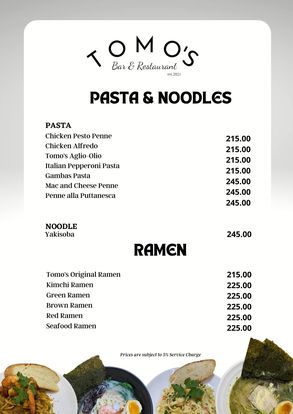 TOMO'S
Bar & Restaurant
est.2021
PASTA & NOODLES
PASTA
Chicken Pesto Penne 215.00
Chicken Alfredo 215.00
Tomo's Aglio-Olio 215.00
Italian Pepperoni Pasta 215.00
Gambas Pasta 245.00
Mac and Cheese Penne 245.00
Penne alla Puttanesca 245.00
NOODLE
Yakisoba 245.00
RAMEN
Tomo's Original Ramen 215.00
Kimchi Ramen 225.00
Green Ramen 225.00
Brown Ramen 225.00
Red Ramen 225.00
Seafood Ramen 225.00
Prices are subject to 5% Service Charge